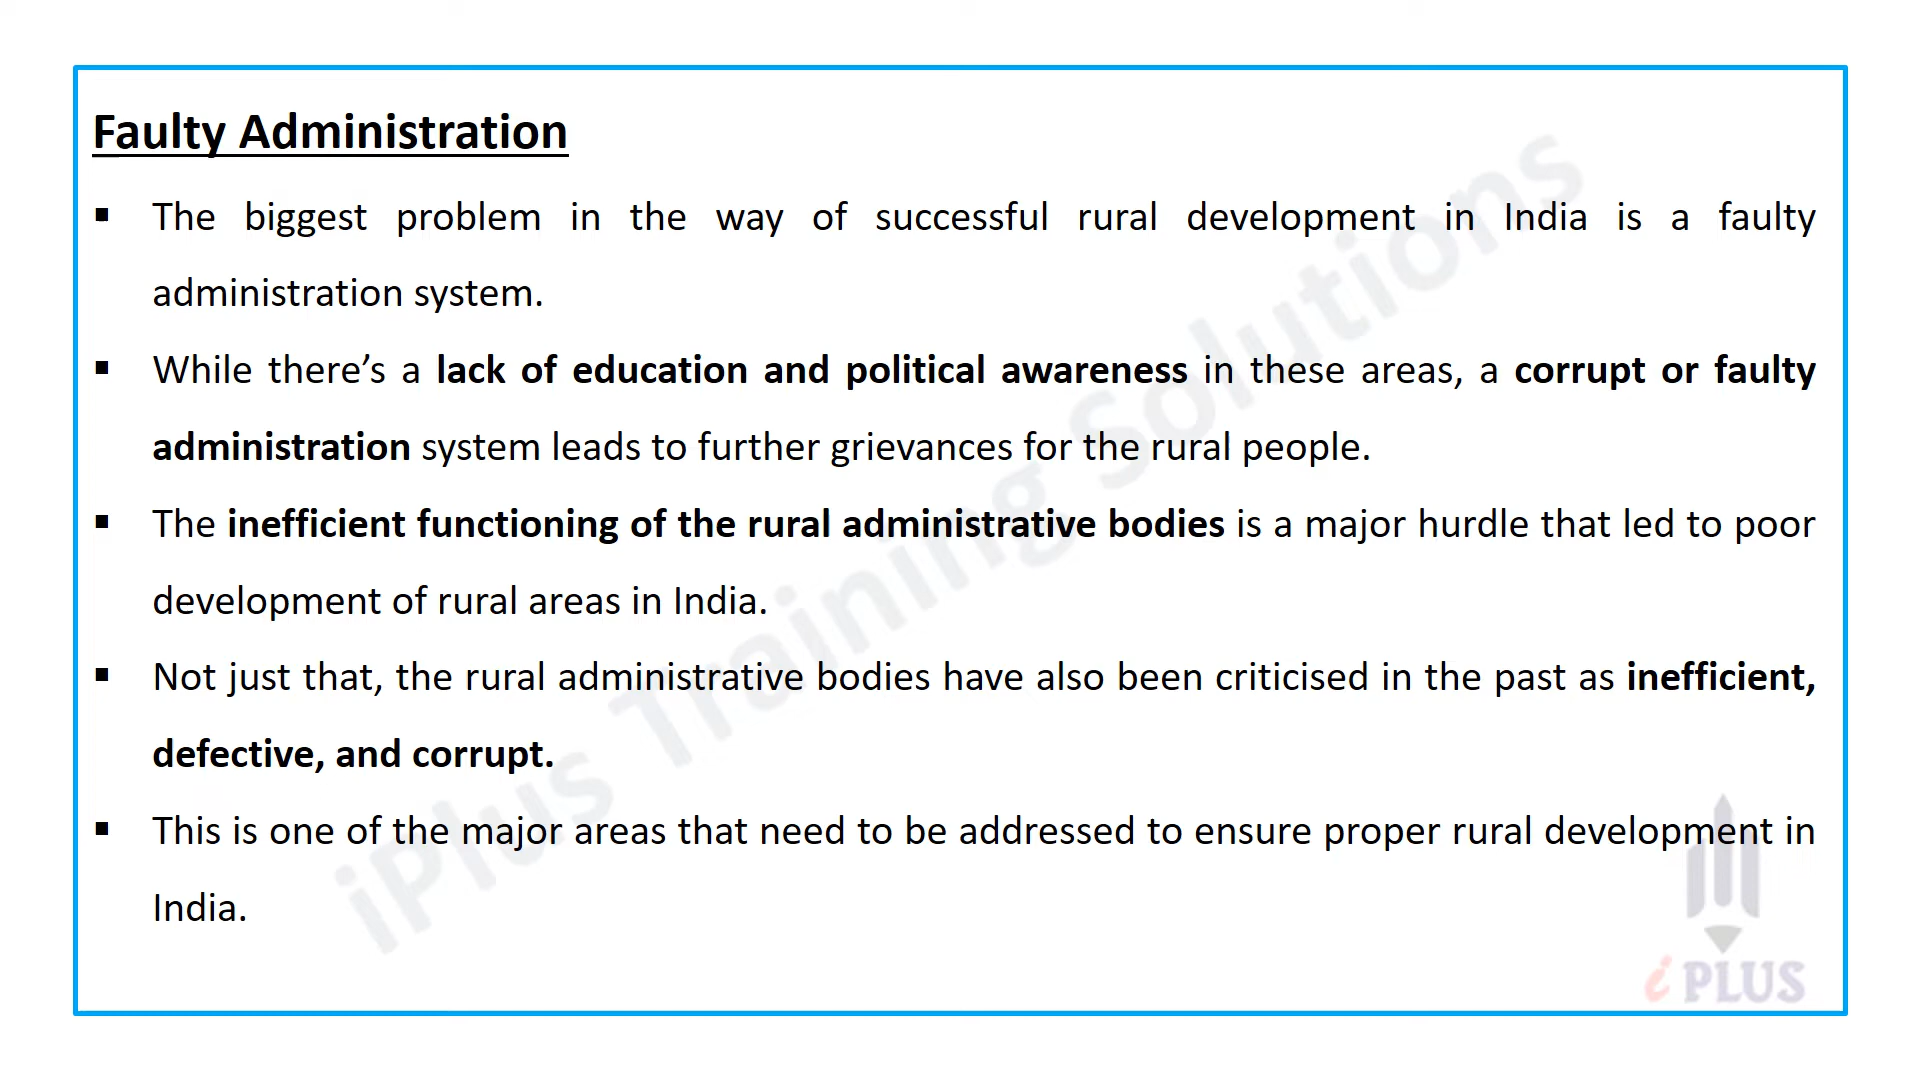 Faulty Administration
▪ The biggest problem in the way of successful rural development in India is a faulty
administration system.
▪ While there’s a lack of education and political awareness in these areas, a corrupt or faulty
administration system leads to further grievances for the rural people.
▪ The inefficient functioning of the rural administrative bodies is a major hurdle that led to poor
development of rural areas in India.
▪ Not just that, the rural administrative bodies have also been criticised in the past as inefficient,
defective, and corrupt.
▪ This is one of the major areas that need to be addressed to ensure proper rural development in
India.
iPlus Training Solutions
i PLUS